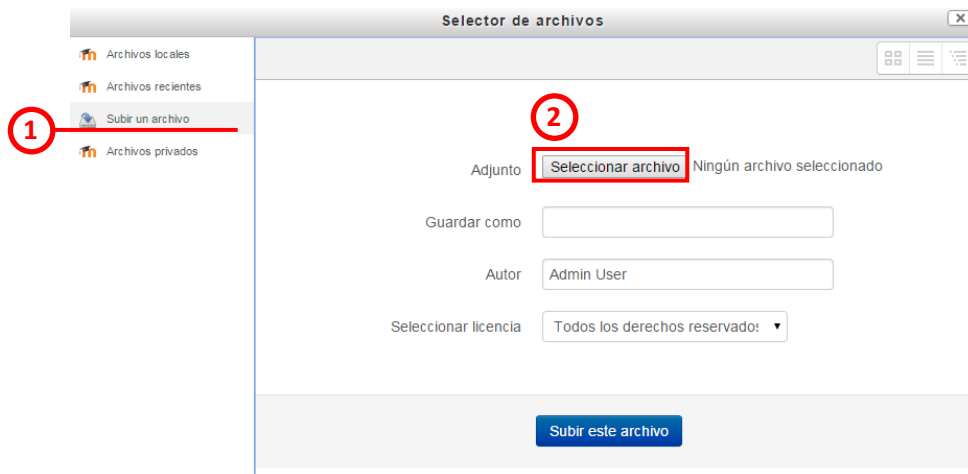 Selector de archivos
Archivos locales
Archivos recientes
Subir un archivo
Archivos privados
1
2
Adjunto Seleccionar archivo Ningún archivo seleccionado
Guardar como
Autor Admin User
Seleccionar licencia Todos los derechos reservados
Subir este archivo